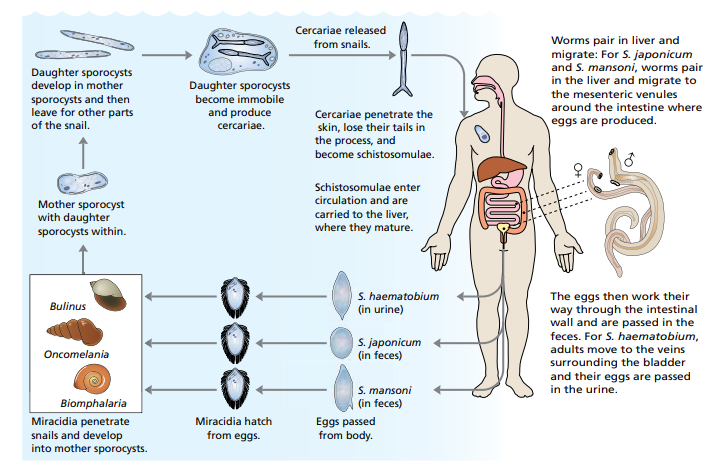 Cercariae released
from snails.
Worms pair in liver and
migrate: For S. japonicum
and S. mansoni, worms pair
in the liver and migrate to
the mesenteric venules
around the intestine where
eggs are produced.
Daughter sporocysts
develop in mother
sporocysts and then
leave for other parts
of the snail.
Daughter sporocysts
become immobile
and produce
cercariae.
Cercariae penetrate the
skin, lose their tails in
the process, and
become schistosomulae.
♀
♂
Mother sporocyst
with daughter
sporocysts within.
Schistosomulae enter
circulation and are
carried to the liver,
where they mature.
Bulinus
Oncomelania
Biomphalaria
S. haematobium
(in urine)
S. japonicum
(in feces)
S. mansoni
(in feces)
The eggs then work their
way through the intestinal
wall and are passed in the
feces. For S. haematobium,
adults move to the veins
surrounding the bladder
and their eggs are passed
in the urine.
Miracidia penetrate
snails and develop
into mother sporocysts.
Miracidia hatch
from eggs.
Eggs passed
from body.